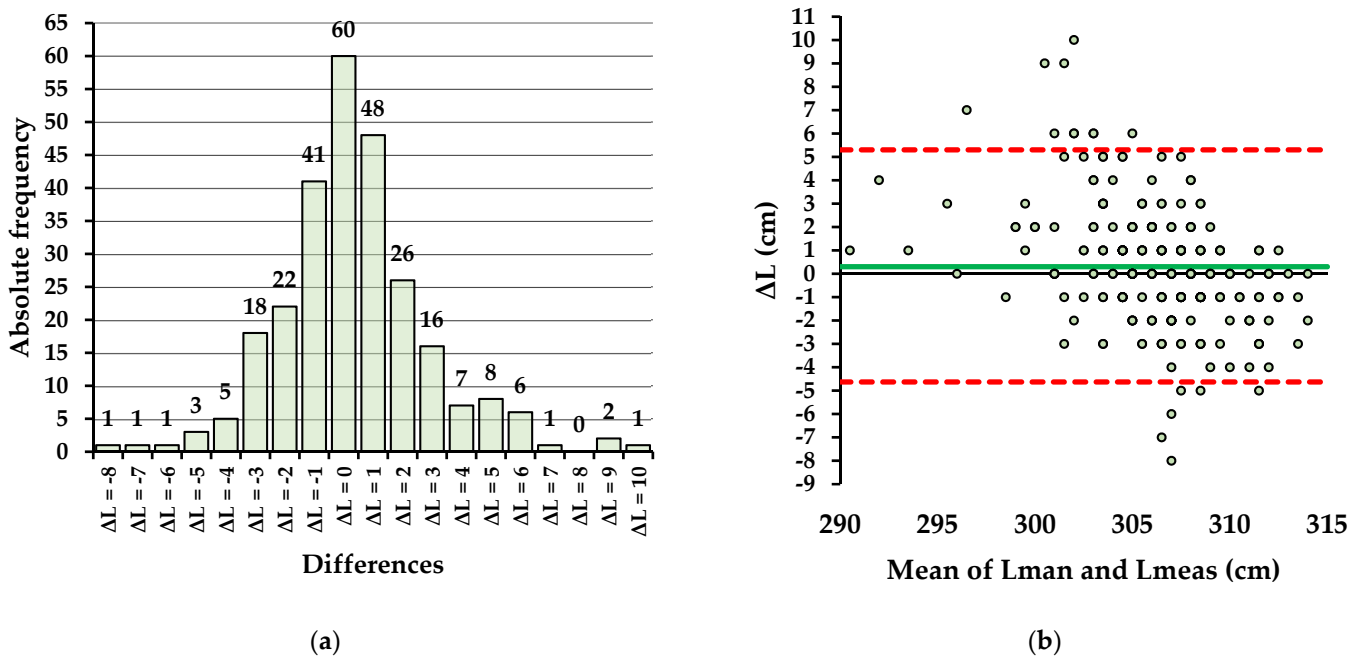 65
60
55
50
45
40
35
30
25
20
15
10
5
0
Absolute frequency
1
1
1
3
5
18
22
41
60
48
26
16
7
8
6
1
0
2
1
ΔL = -8
ΔL = -7
ΔL = -6
ΔL = -5
ΔL = -4
ΔL = -3
ΔL = -2
ΔL = -1
ΔL = 0
ΔL = 1
ΔL = 2
ΔL = 3
ΔL = 4
ΔL = 5
ΔL = 6
ΔL = 7
ΔL = 8
ΔL = 9
ΔL = 10
Differences
(a)
11
10
9
8
7
6
5
4
3
2
1
0
-1
-2
-3
-4
-5
-6
-7
-8
-9
ΔL (cm)
290 295 300 305 310 315
Mean of Lman and Lmeas (cm)
(b)